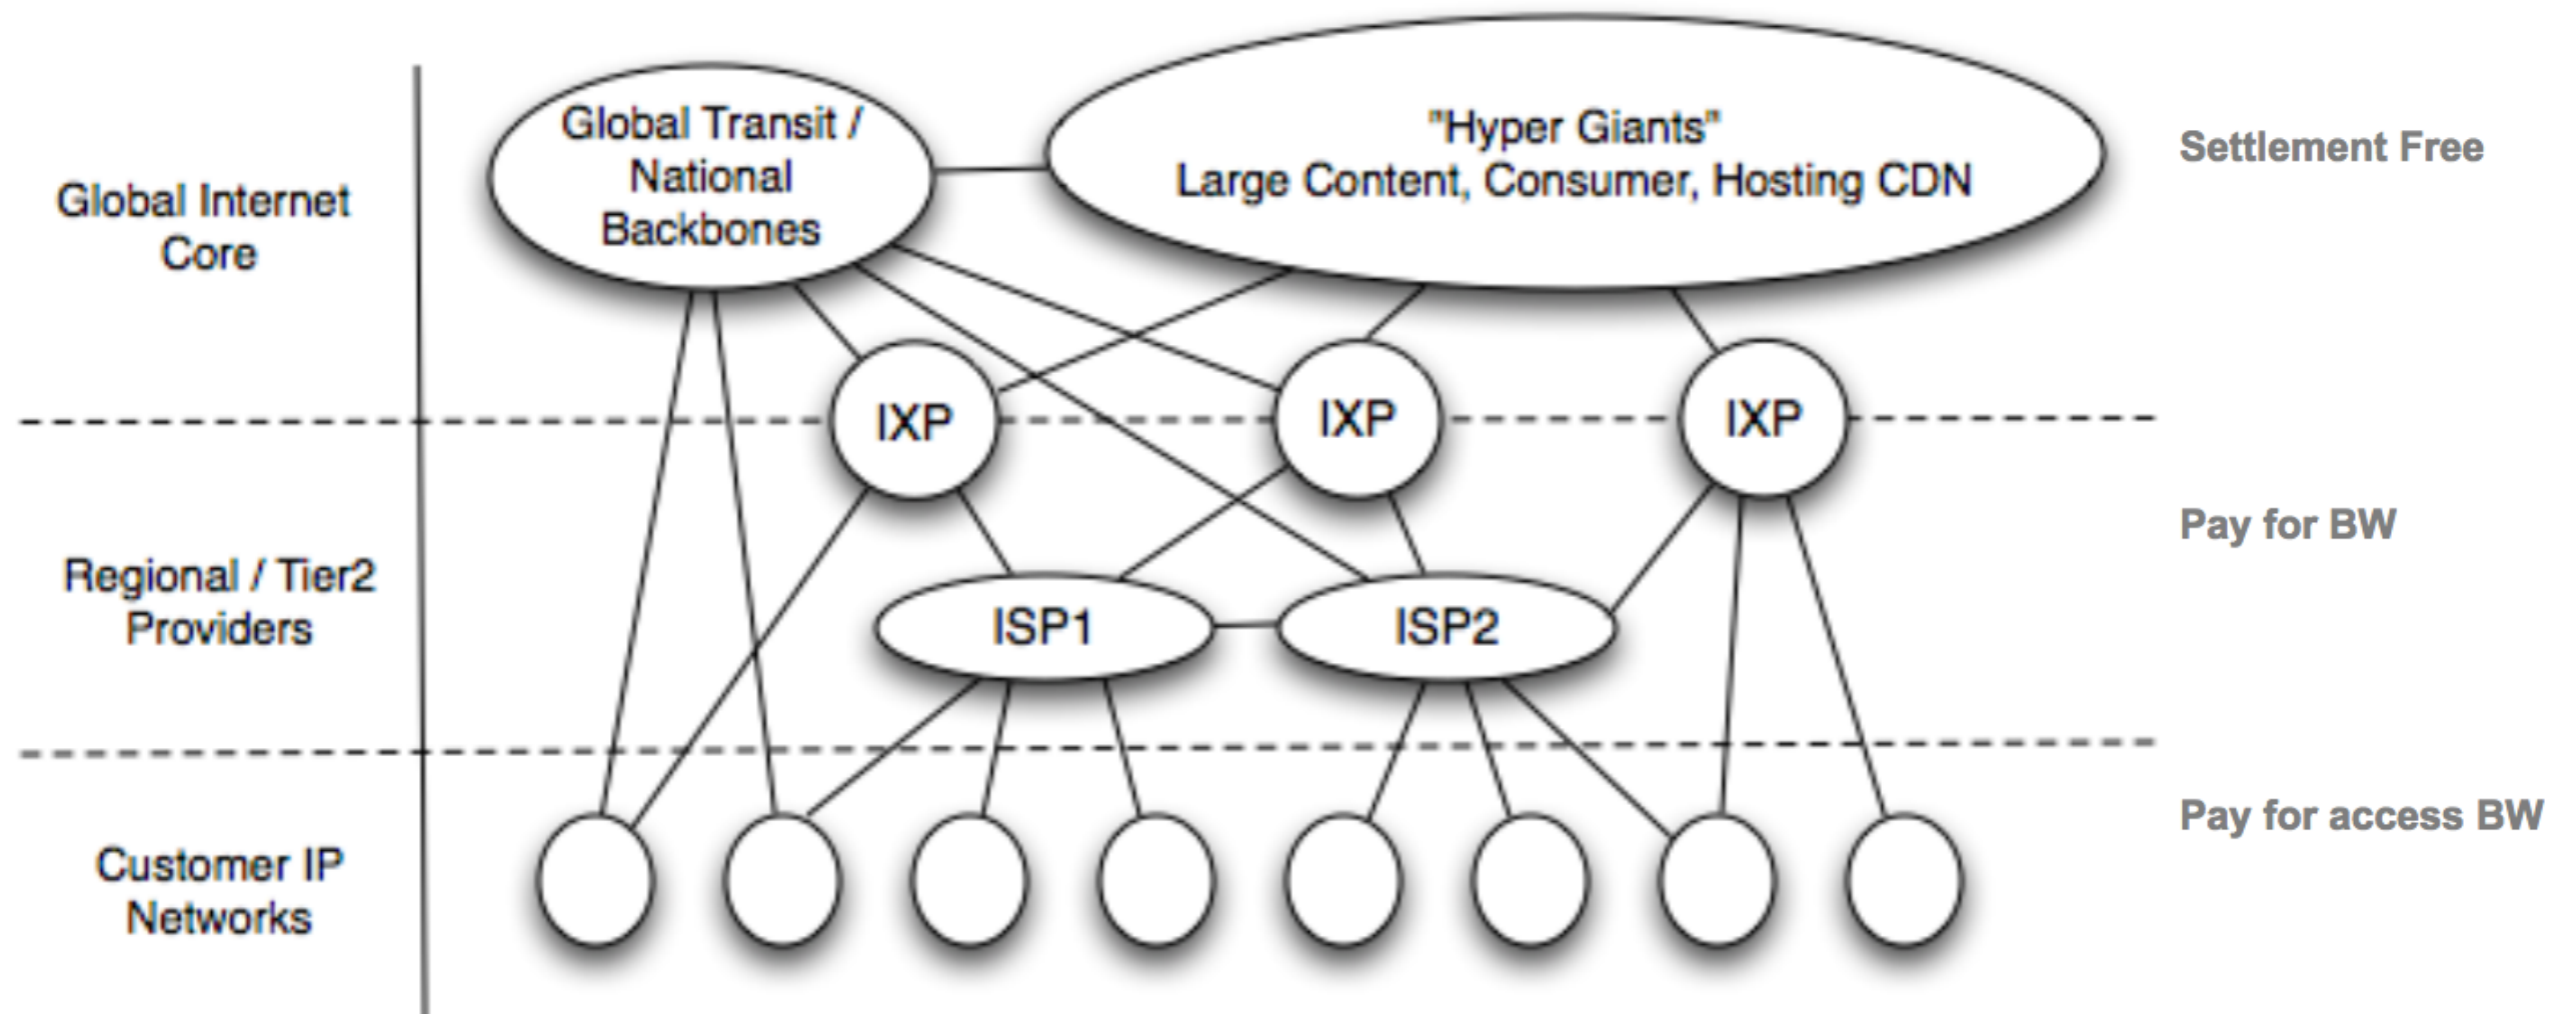 Global Transit /
National
Backbones
"Hyper Giants"
Large Content, Consumer, Hosting CDN
Settlement Free
Global Internet
Core
IXP
IXP
IXP
Pay for BW
Regional / Tier2
Providers
ISP1
ISP2
Pay for access BW
Customer IP
Networks